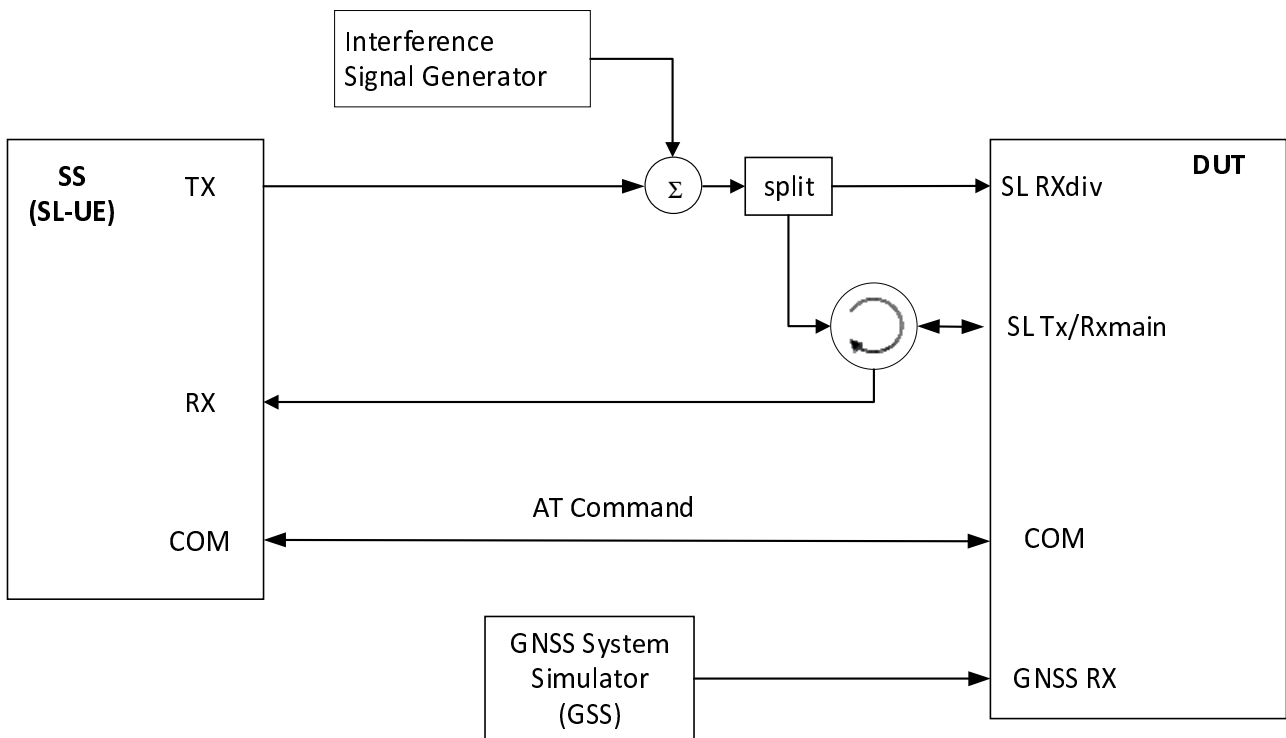 Interference
Signal Generator
SS
(SL-UE)
TX
Σ
split
SL RXdiv
DUT
SL Tx/Rxmain
RX
AT Command
COM
COM
GNSS System
Simulator
(GSS)
GNSS RX